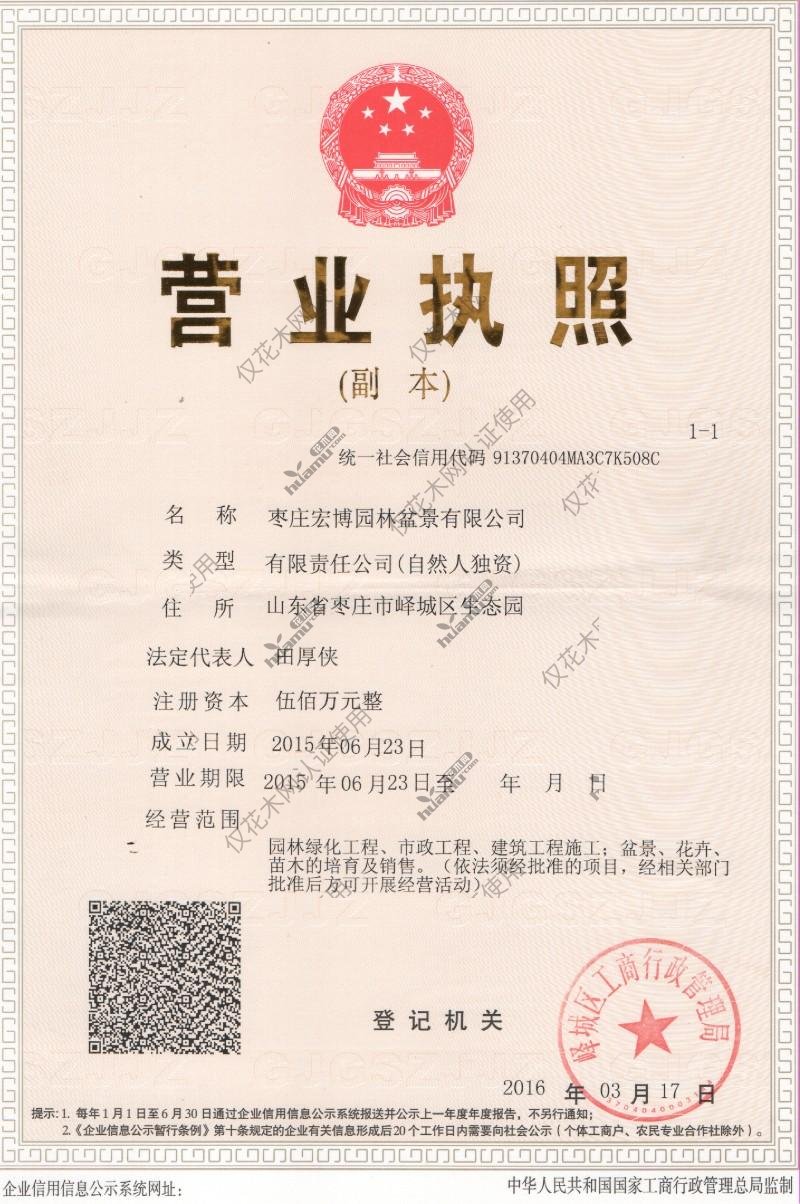 营业执照
(副 本)
1-1
统一社会信用代码 91370404MA3C7K508C
名 称 枣庄宏博园林盆景有限公司
类 型 有限责任公司(自然人独资)
住 所 山东省枣庄市峄城区生态园
法定代表人 田厚侠
注册资本 伍佰万元整
成立日期 2015年06月23日
营业期限 2015年06月23日至 年 月 日
经营范围
园林绿化工程、市政工程、建筑工程施工；盆景、花卉、
苗木的培育及销售。（依法须经批准的项目，经相关部门
批准后方可开展经营活动）
登记机关
峄城区工商行政管理局
2016 年 03 月 17 日
提示：1. 每年1月1日至6月30日通过企业信用信息公示系统报送并公示上一年度年度报告，不另行通知；
2.《企业信息公示暂行条例》第十条规定的企业有关信息形成后20个工作日内需要向社会公示（个体工商户、农民专业合作社除外）。
企业信用信息公示系统网址：
中华人民共和国国家工商行政管理总局监制
仅花木网认证使用
花木网
huamu.com